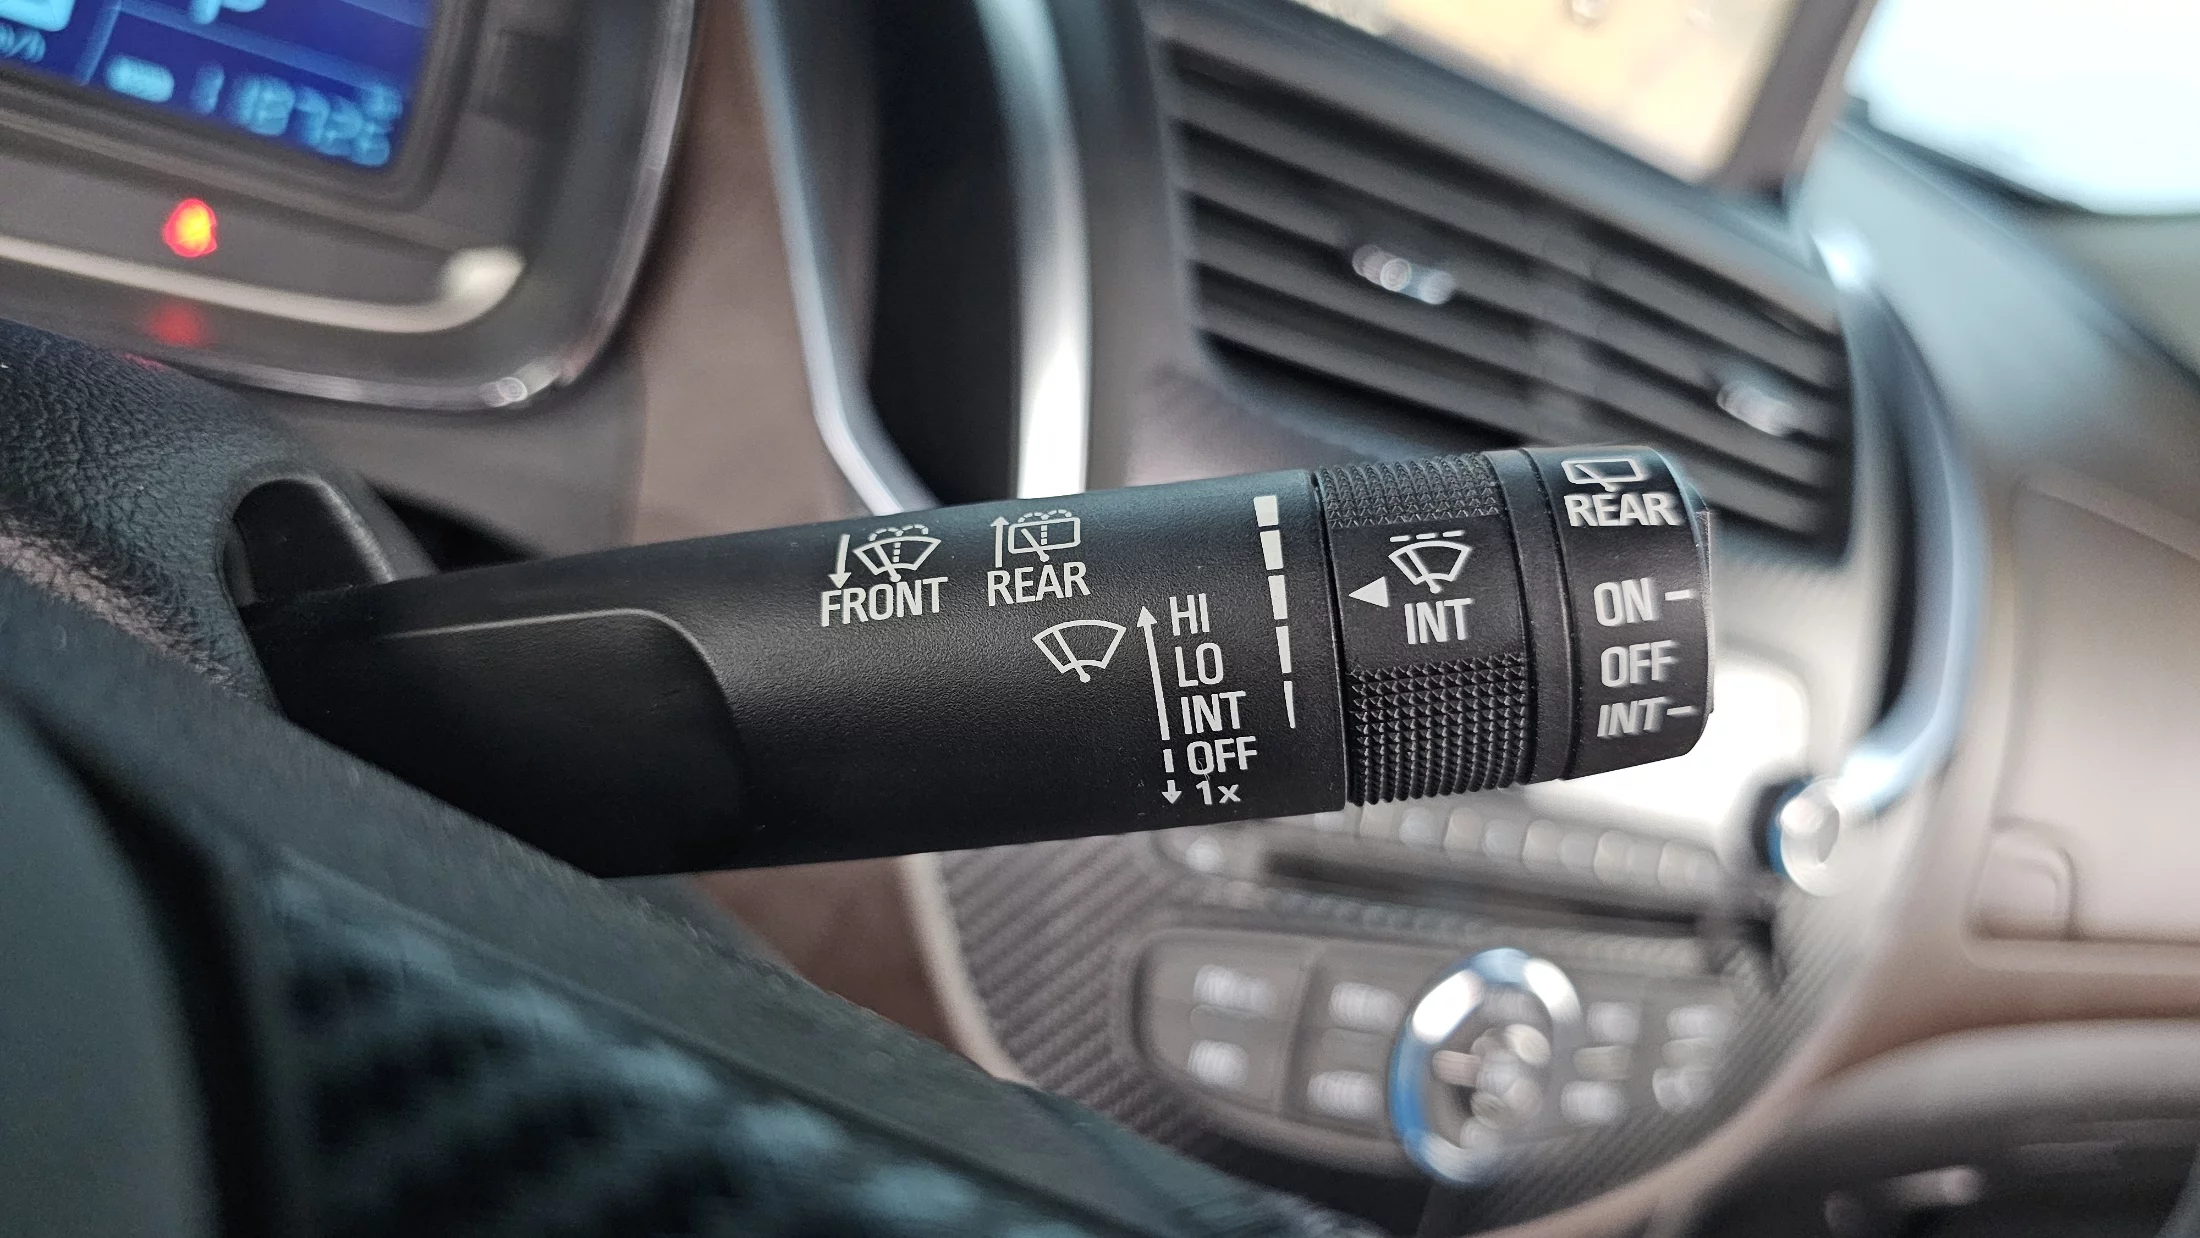 P
FRONT
REAR
HI
LO
INT
OFF
1x
INT
REAR
ON
OFF
INT